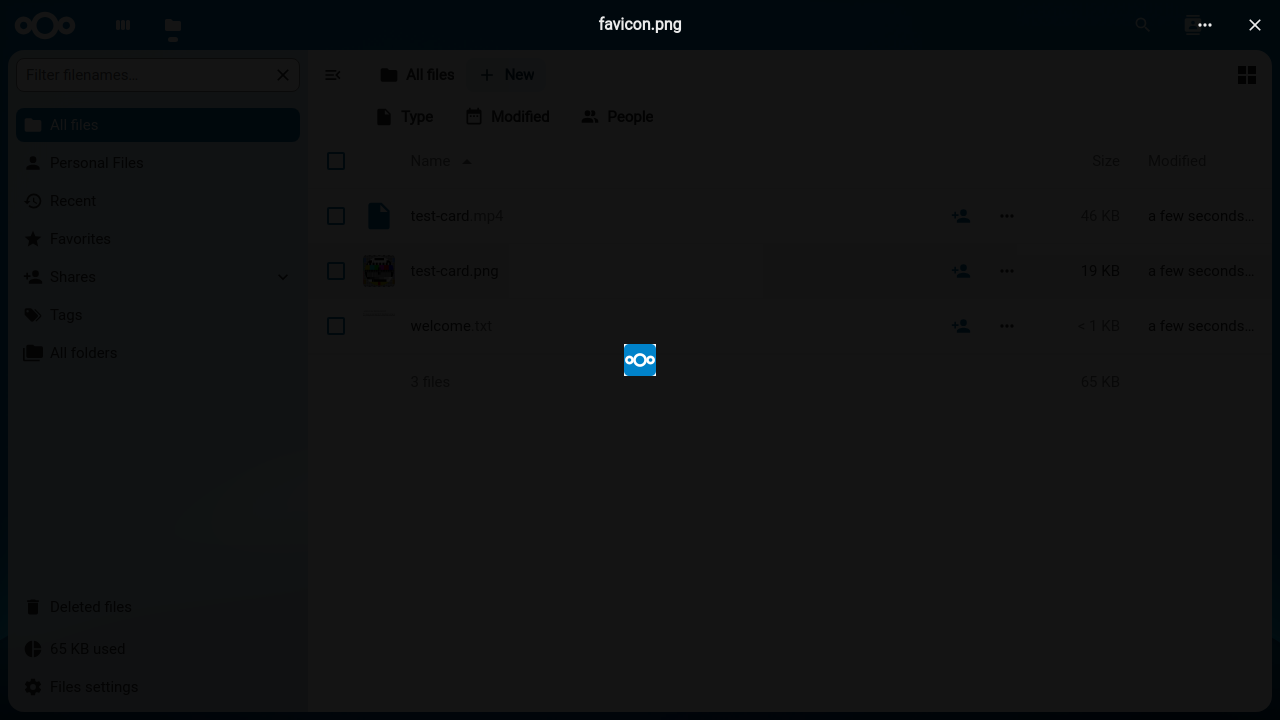 favicon.png
Filter filenames...
All files
New
All files
Type
Modified
People
Personal Files
Name
Size
Modified
Recent
test-card.mp4
46 KB
a few seconds...
Favorites
Shares
test-card.png
19 KB
a few seconds...
Tags
welcome.txt
< 1 KB
a few seconds...
All folders
3 files
65 KB
Deleted files
65 KB used
Files settings